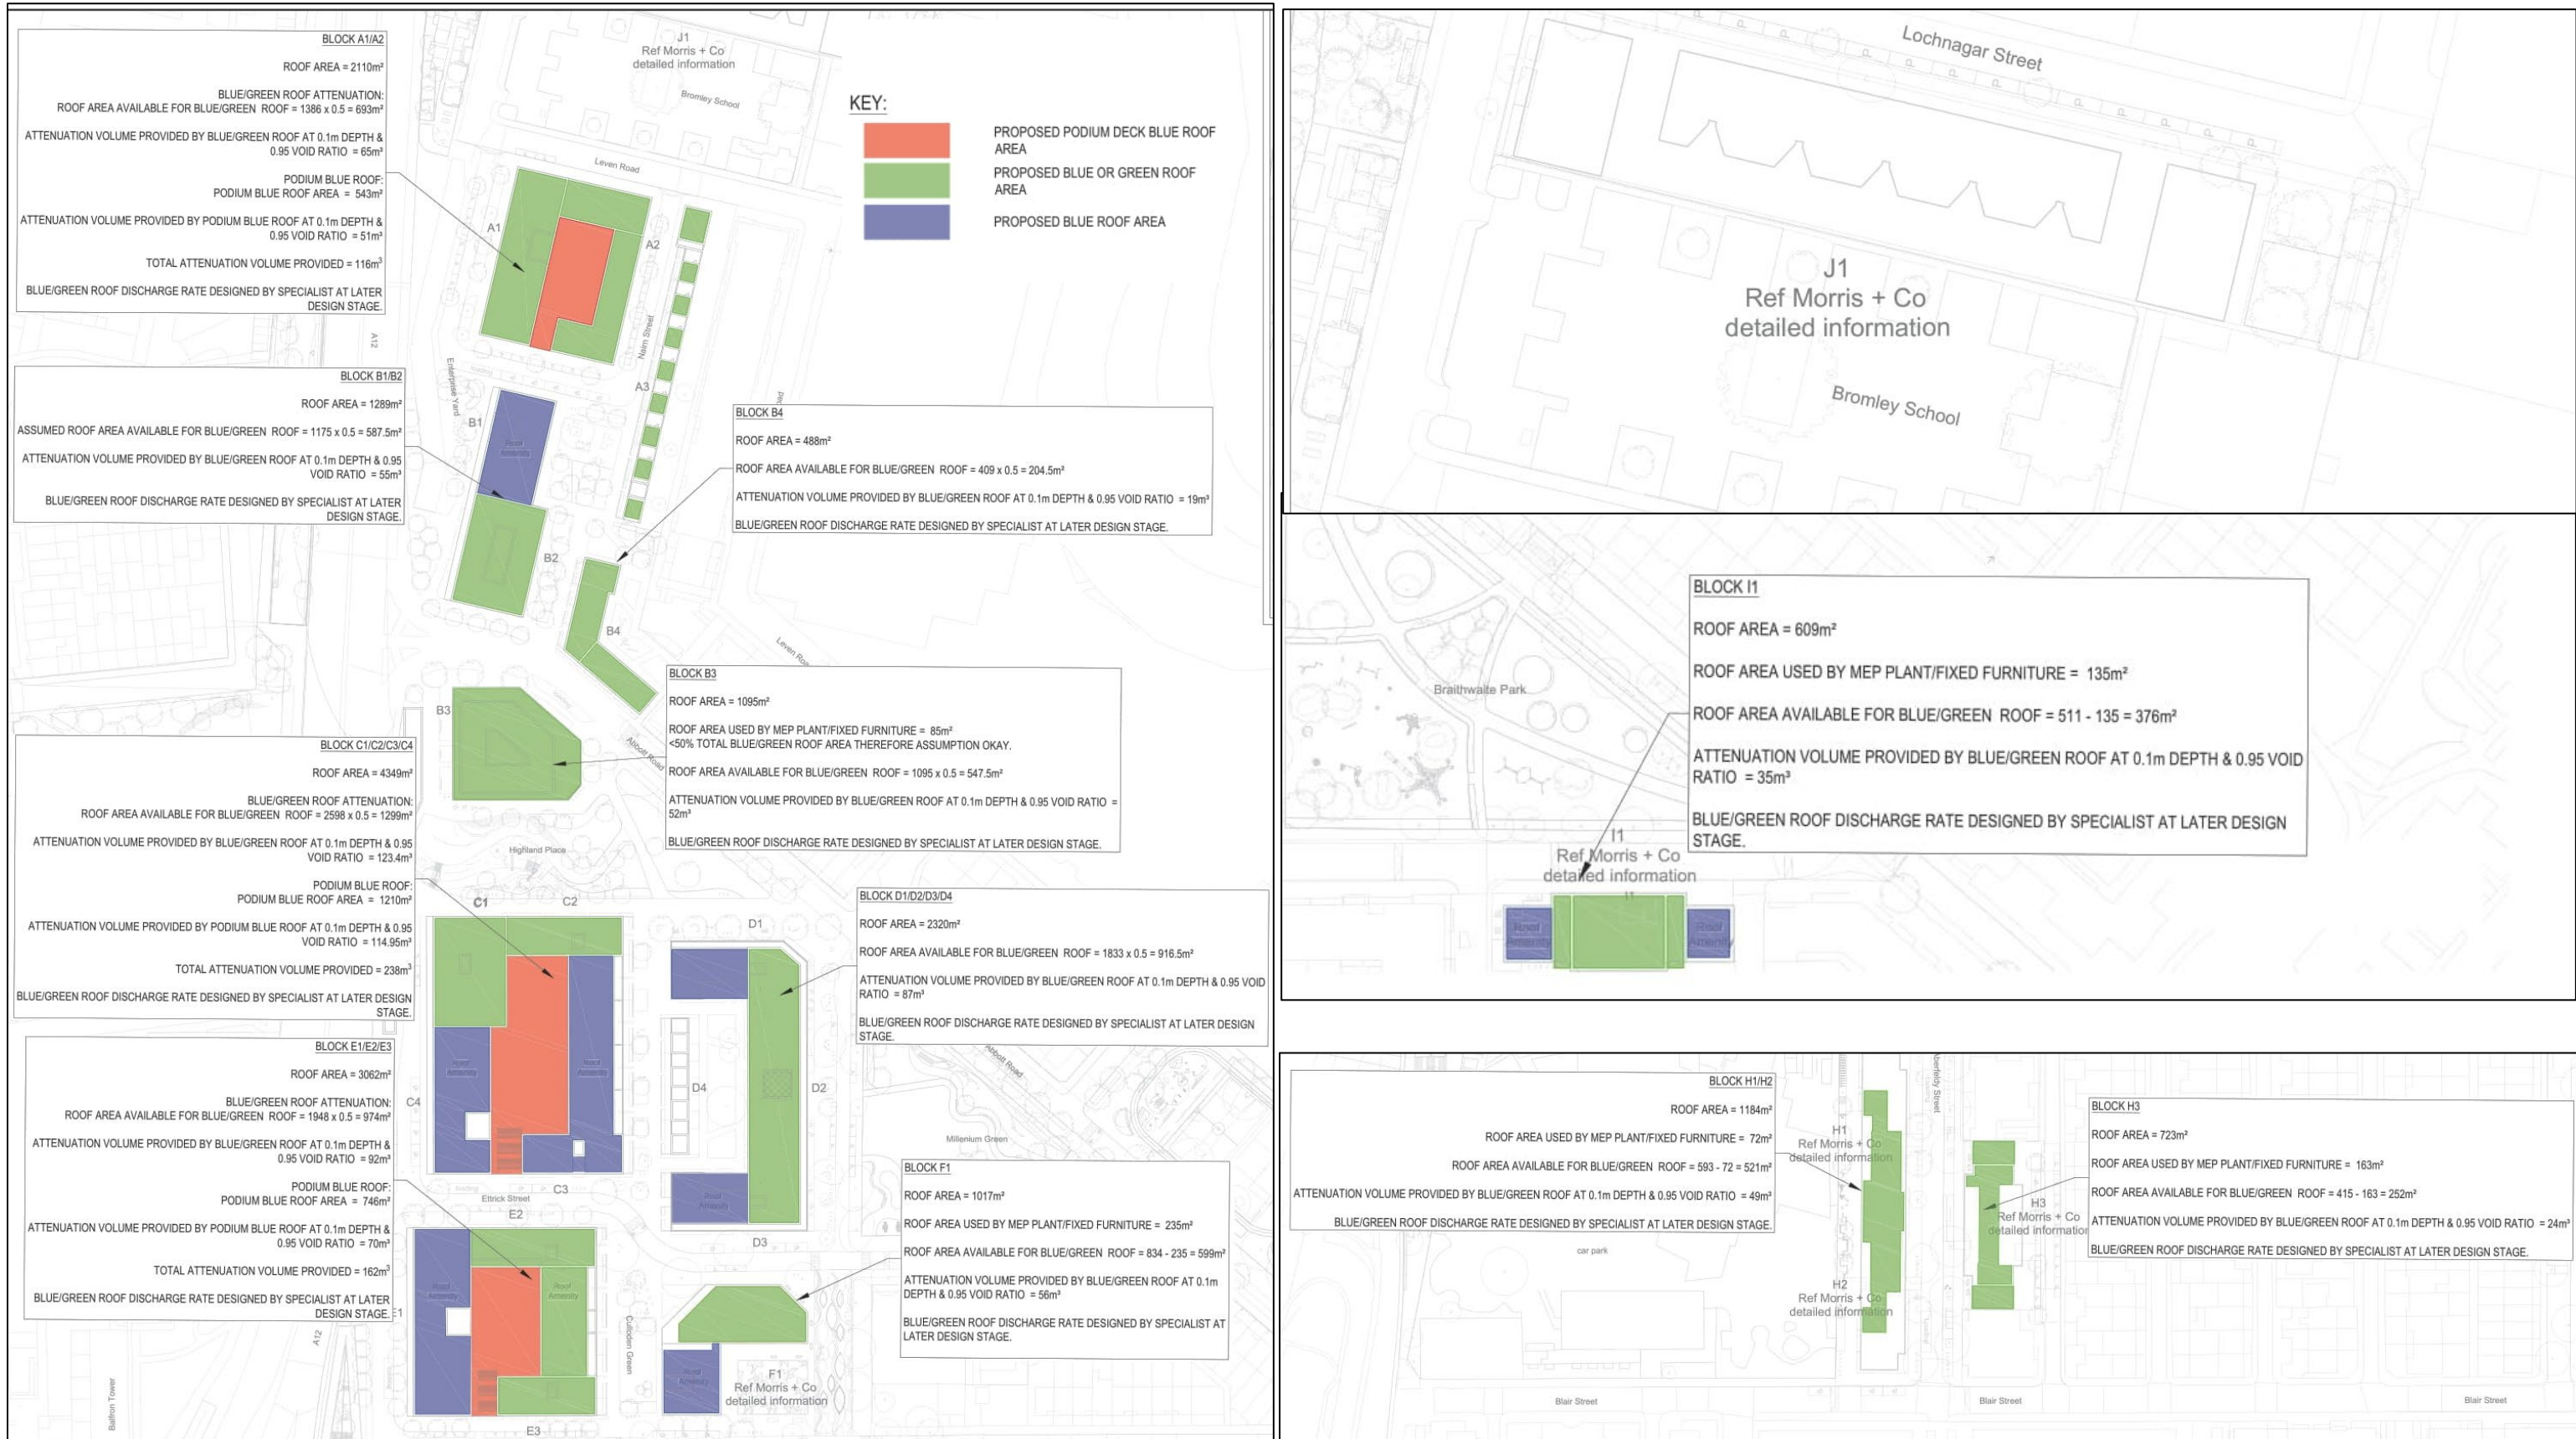 BLOCK A1/A2
ROOF AREA = 2110m²
BLUE/GREEN ROOF ATTENUATION:
ROOF AREA AVAILABLE FOR BLUE/GREEN ROOF = 1386 x 0.5 = 693m²
ATTENUATION VOLUME PROVIDED BY BLUE/GREEN ROOF AT 0.1m DEPTH &
0.95 VOID RATIO = 65m³
PODIUM BLUE ROOF:
PODIUM BLUE ROOF AREA = 543m²
ATTENUATION VOLUME PROVIDED BY PODIUM BLUE ROOF AT 0.1m DEPTH &
0.95 VOID RATIO = 51m³
TOTAL ATTENUATION VOLUME PROVIDED = 116m³
BLUE/GREEN ROOF DISCHARGE RATE DESIGNED BY SPECIALIST AT LATER
DESIGN STAGE.
J1
Ref Morris + Co
detailed information
Bromley School
Leven Road
KEY:
PROPOSED PODIUM DECK BLUE ROOF
AREA
PROPOSED BLUE OR GREEN ROOF
AREA
PROPOSED BLUE ROOF AREA
A1
A2
A3
Nairn Street
A12
Enterprise Yard
BLOCK B1/B2
ROOF AREA = 1289m²
ASSUMED ROOF AREA AVAILABLE FOR BLUE/GREEN ROOF = 1175 x 0.5 = 587.5m²
ATTENUATION VOLUME PROVIDED BY BLUE/GREEN ROOF AT 0.1m DEPTH & 0.95
VOID RATIO = 55m³
BLUE/GREEN ROOF DISCHARGE RATE DESIGNED BY SPECIALIST AT LATER
DESIGN STAGE.
B1
Roof
Amenity
B2
BLOCK B4
ROOF AREA = 488m²
ROOF AREA AVAILABLE FOR BLUE/GREEN ROOF = 409 x 0.5 = 204.5m²
ATTENUATION VOLUME PROVIDED BY BLUE/GREEN ROOF AT 0.1m DEPTH & 0.95 VOID RATIO = 19m³
BLUE/GREEN ROOF DISCHARGE RATE DESIGNED BY SPECIALIST AT LATER DESIGN STAGE.
B4
B3
BLOCK B3
ROOF AREA = 1095m²
ROOF AREA USED BY MEP PLANT/FIXED FURNITURE = 85m²
<50% TOTAL BLUE/GREEN ROOF AREA THEREFORE ASSUMPTION OKAY.
ROOF AREA AVAILABLE FOR BLUE/GREEN ROOF = 1095 x 0.5 = 547.5m²
ATTENUATION VOLUME PROVIDED BY BLUE/GREEN ROOF AT 0.1m DEPTH & 0.95 VOID RATIO =
52m³
BLUE/GREEN ROOF DISCHARGE RATE DESIGNED BY SPECIALIST AT LATER DESIGN STAGE.
Abbott Road
Highland Place
BLOCK C1/C2/C3/C4
ROOF AREA = 4349m²
BLUE/GREEN ROOF ATTENUATION:
ROOF AREA AVAILABLE FOR BLUE/GREEN ROOF = 2598 x 0.5 = 1299m²
ATTENUATION VOLUME PROVIDED BY BLUE/GREEN ROOF AT 0.1m DEPTH & 0.95
VOID RATIO = 123.4m³
PODIUM BLUE ROOF:
PODIUM BLUE ROOF AREA = 1210m²
ATTENUATION VOLUME PROVIDED BY PODIUM BLUE ROOF AT 0.1m DEPTH & 0.95
VOID RATIO = 114.95m³
TOTAL ATTENUATION VOLUME PROVIDED = 238m³
BLUE/GREEN ROOF DISCHARGE RATE DESIGNED BY SPECIALIST AT LATER DESIGN
STAGE.
C1
C2
C3
C4
Roof
Amenity
Roof
Amenity
BLOCK D1/D2/D3/D4
ROOF AREA = 2320m²
ROOF AREA AVAILABLE FOR BLUE/GREEN ROOF = 1833 x 0.5 = 916.5m²
ATTENUATION VOLUME PROVIDED BY BLUE/GREEN ROOF AT 0.1m DEPTH & 0.95 VOID
RATIO = 87m³
BLUE/GREEN ROOF DISCHARGE RATE DESIGNED BY SPECIALIST AT LATER DESIGN
STAGE.
D1
D2
D3
D4
Roof
Amenity
Abbott Road
Millenium Green
Ettrick Street
BLOCK E1/E2/E3
ROOF AREA = 3062m²
BLUE/GREEN ROOF ATTENUATION:
ROOF AREA AVAILABLE FOR BLUE/GREEN ROOF = 1948 x 0.5 = 974m²
ATTENUATION VOLUME PROVIDED BY BLUE/GREEN ROOF AT 0.1m DEPTH &
0.95 VOID RATIO = 92m³
PODIUM BLUE ROOF:
PODIUM BLUE ROOF AREA = 746m²
ATTENUATION VOLUME PROVIDED BY PODIUM BLUE ROOF AT 0.1m DEPTH &
0.95 VOID RATIO = 70m³
TOTAL ATTENUATION VOLUME PROVIDED = 162m³
BLUE/GREEN ROOF DISCHARGE RATE DESIGNED BY SPECIALIST AT LATER
DESIGN STAGE.
E1
E2
E3
Roof
Amenity
Roof
Amenity
A12
Balfron Tower
Culloden Green
BLOCK F1
ROOF AREA = 1017m²
ROOF AREA USED BY MEP PLANT/FIXED FURNITURE = 235m²
ROOF AREA AVAILABLE FOR BLUE/GREEN ROOF = 834 - 235 = 599m²
ATTENUATION VOLUME PROVIDED BY BLUE/GREEN ROOF AT 0.1m
DEPTH & 0.95 VOID RATIO = 56m³
BLUE/GREEN ROOF DISCHARGE RATE DESIGNED BY SPECIALIST AT
LATER DESIGN STAGE.
Roof
Amenity
F1
Ref Morris + Co
detailed information
Lochnagar Street
P P P P P P P P
J1
Ref Morris + Co
detailed information
Bromley School
Braithwaite Park
BLOCK I1
ROOF AREA = 609m²
ROOF AREA USED BY MEP PLANT/FIXED FURNITURE = 135m²
ROOF AREA AVAILABLE FOR BLUE/GREEN ROOF = 511 - 135 = 376m²
ATTENUATION VOLUME PROVIDED BY BLUE/GREEN ROOF AT 0.1m DEPTH & 0.95 VOID
RATIO = 35m³
BLUE/GREEN ROOF DISCHARGE RATE DESIGNED BY SPECIALIST AT LATER DESIGN
STAGE.
I1
Ref Morris + Co
detailed information
I1
Roof
Amenity
Roof
Amenity
BLOCK H1/H2
ROOF AREA = 1184m²
ROOF AREA USED BY MEP PLANT/FIXED FURNITURE = 72m²
ROOF AREA AVAILABLE FOR BLUE/GREEN ROOF = 593 - 72 = 521m²
ATTENUATION VOLUME PROVIDED BY BLUE/GREEN ROOF AT 0.1m DEPTH & 0.95 VOID RATIO = 49m³
BLUE/GREEN ROOF DISCHARGE RATE DESIGNED BY SPECIALIST AT LATER DESIGN STAGE.
H1
Ref Morris + Co
detailed information
H2
Ref Morris + Co
detailed information
Aberfeldy Street
BLOCK H3
ROOF AREA = 723m²
ROOF AREA USED BY MEP PLANT/FIXED FURNITURE = 163m²
ROOF AREA AVAILABLE FOR BLUE/GREEN ROOF = 415 - 163 = 252m²
ATTENUATION VOLUME PROVIDED BY BLUE/GREEN ROOF AT 0.1m DEPTH & 0.95 VOID RATIO = 24m³
BLUE/GREEN ROOF DISCHARGE RATE DESIGNED BY SPECIALIST AT LATER DESIGN STAGE.
H3
Ref Morris + Co
detailed information
car park
Blair Street
Blair Street
Blair Street